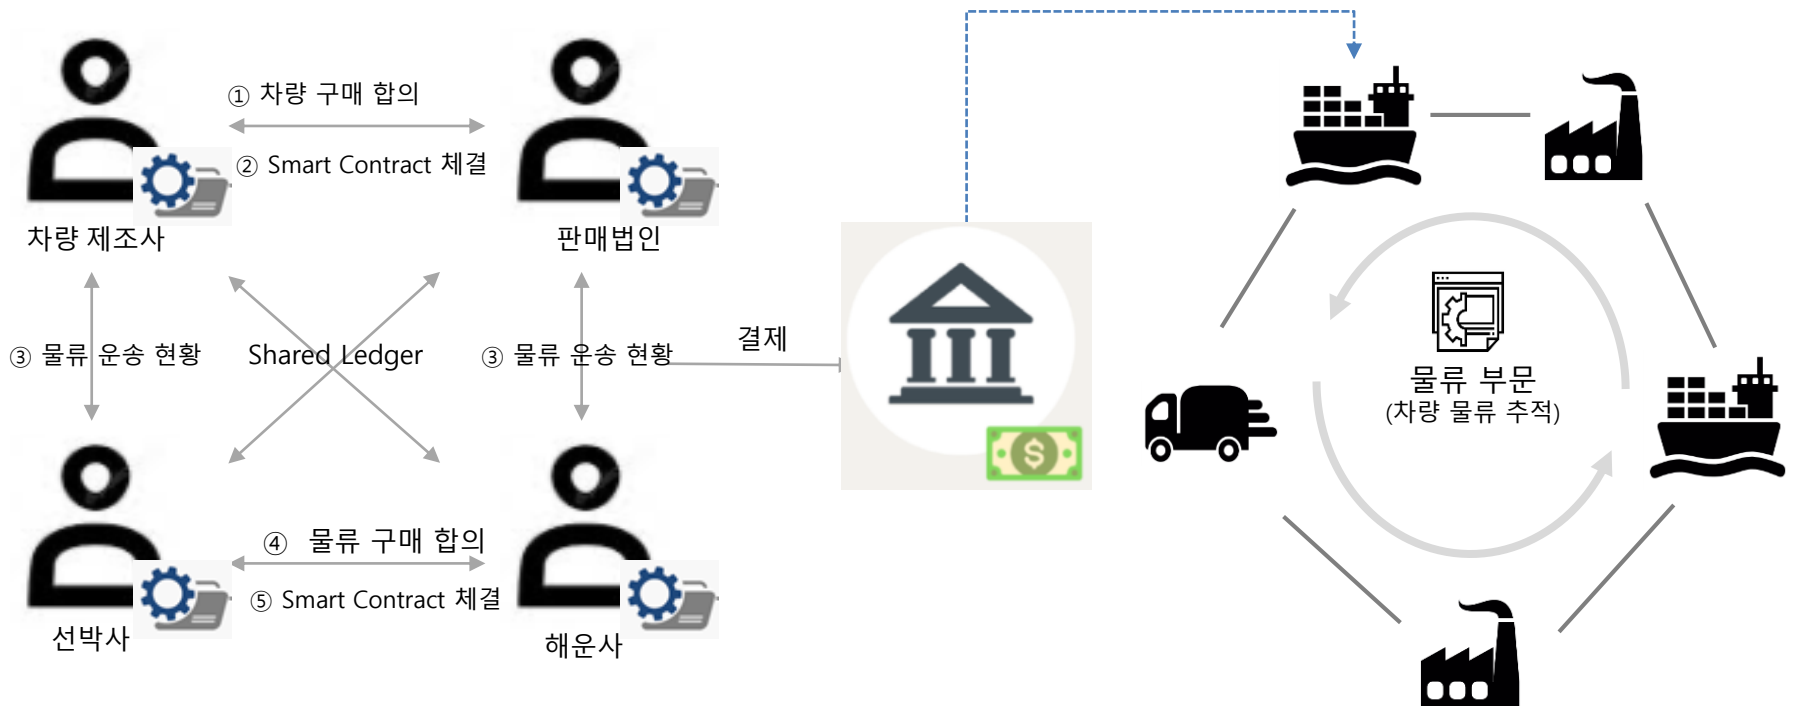 ① 차량 구매 합의
② Smart Contract 체결
차량 제조사
판매법인
③ 물류 운송 현황
Shared Ledger
③ 물류 운송 현황
결제
④ 물류 구매 합의
⑤ Smart Contract 체결
선박사
해운사
물류 부문
(차량 물류 추적)